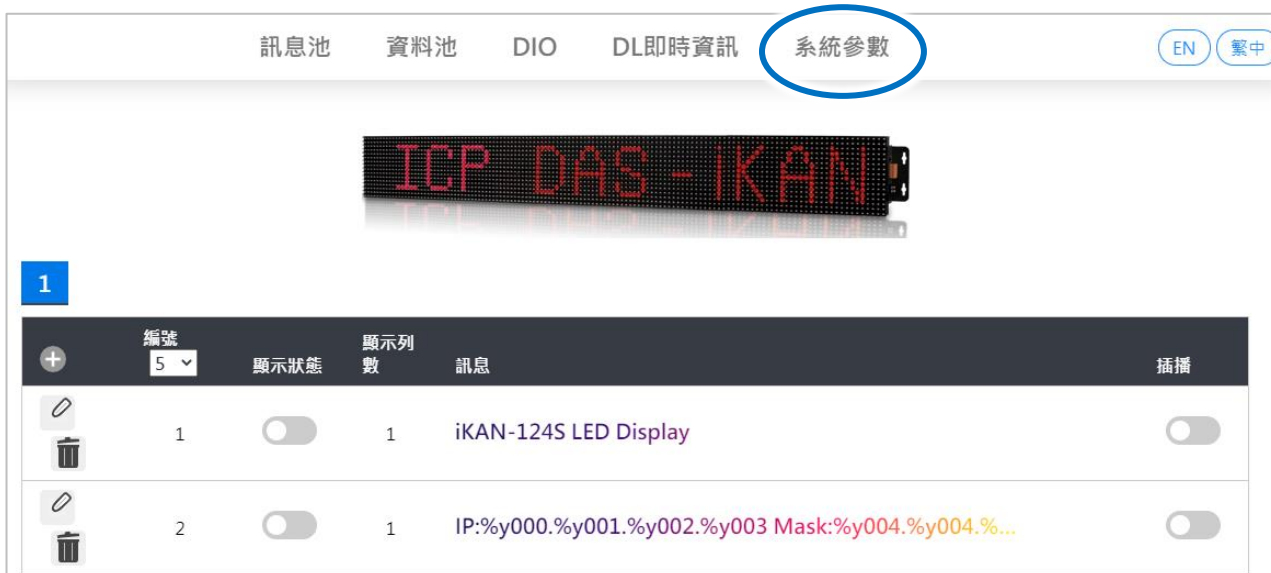 訊息池 資料池 DIO DL即時資訊 系統參數 EN 繁中
ICP DAS-iKAN
1
編號 5 顯示狀態 顯示列數 訊息 插播
1 1 iKAN-124S LED Display
2 1 IP:%y000.%y001.%y002.%y003 Mask:%y004.%y004.%...